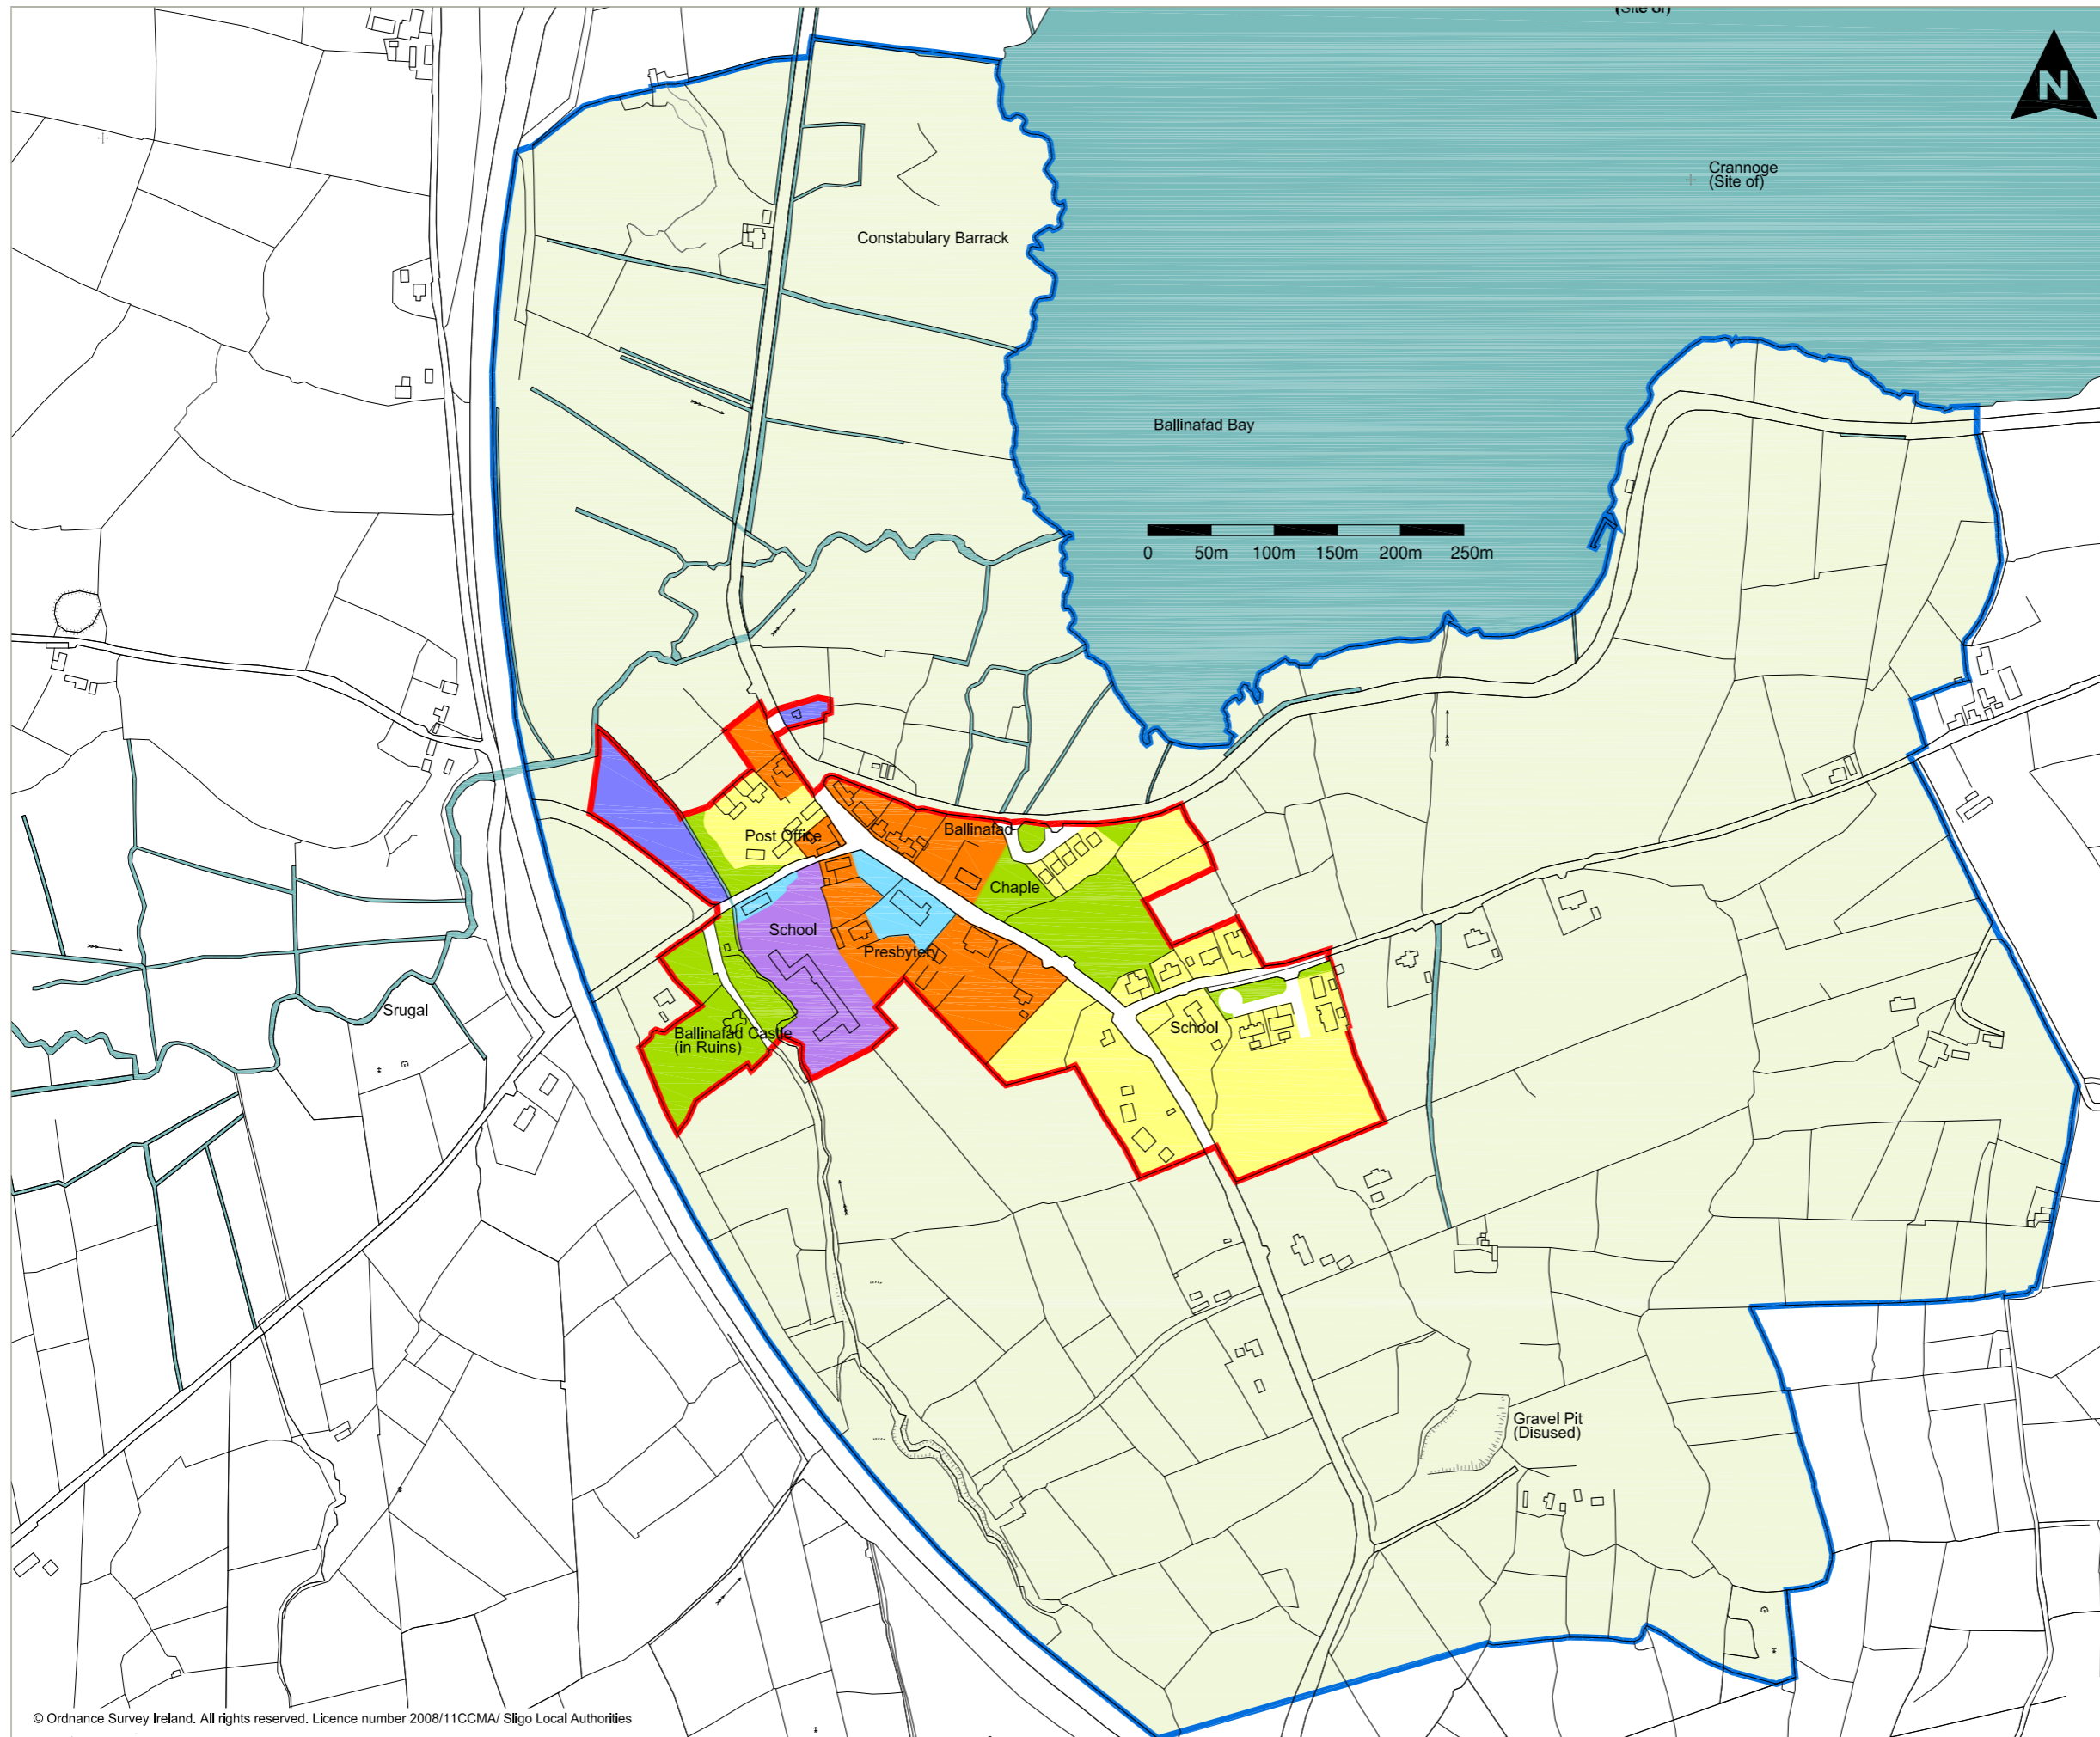 (Site of)
N
Crannoge
(Site of)
Constabulary Barrack
Ballinafad Bay
0 50m 100m 150m 200m 250m
Post Office
Ballinafad
Chaple
School
Presbytery
Srugal
School
Ballinafad Castle
(in Ruins)
Gravel Pit
(Disused)
© Ordnance Survey Ireland. All rights reserved. Licence number 2008/11CCMA/ Sligo Local Authorities